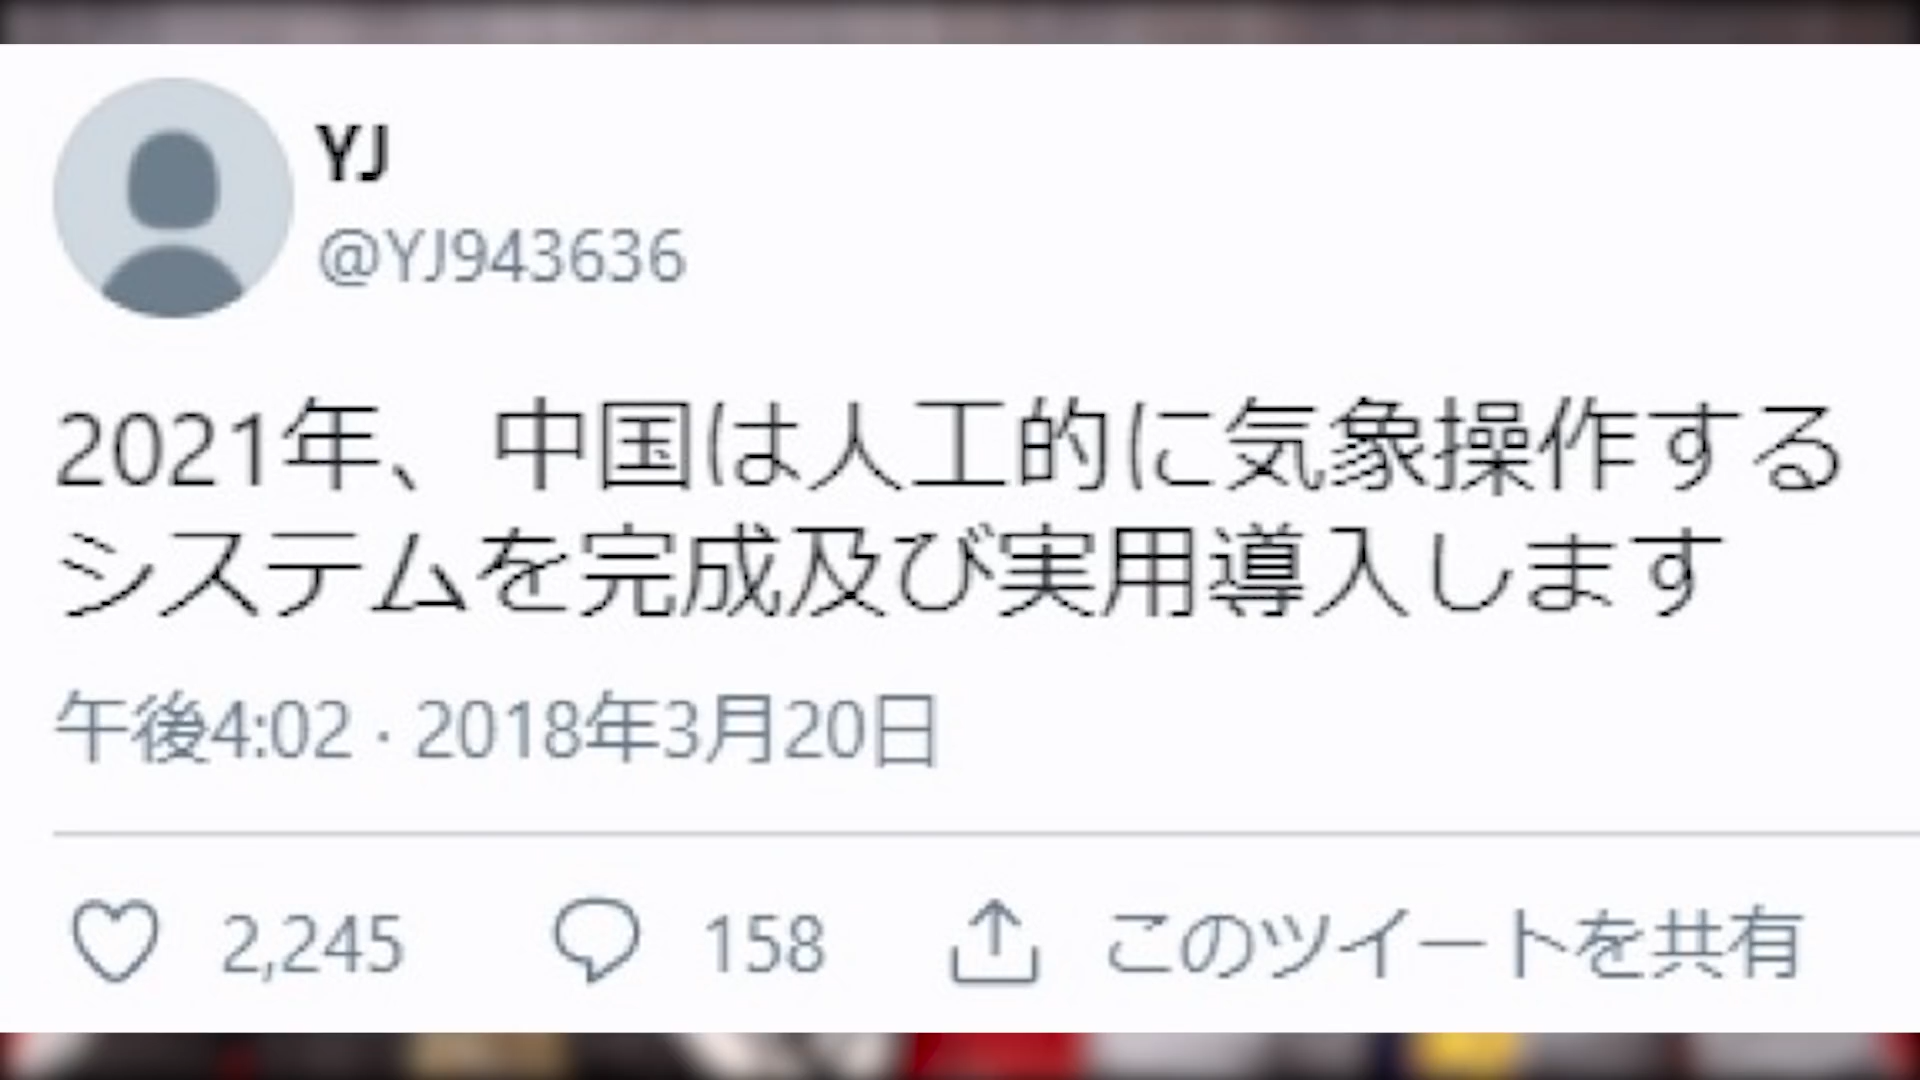 YJ
@YJ943636
2021年、中国は人工的に気象操作する
システムを完成及び実用導入します
午後4:02 · 2018年3月20日
2,245 158 このツイートを共有